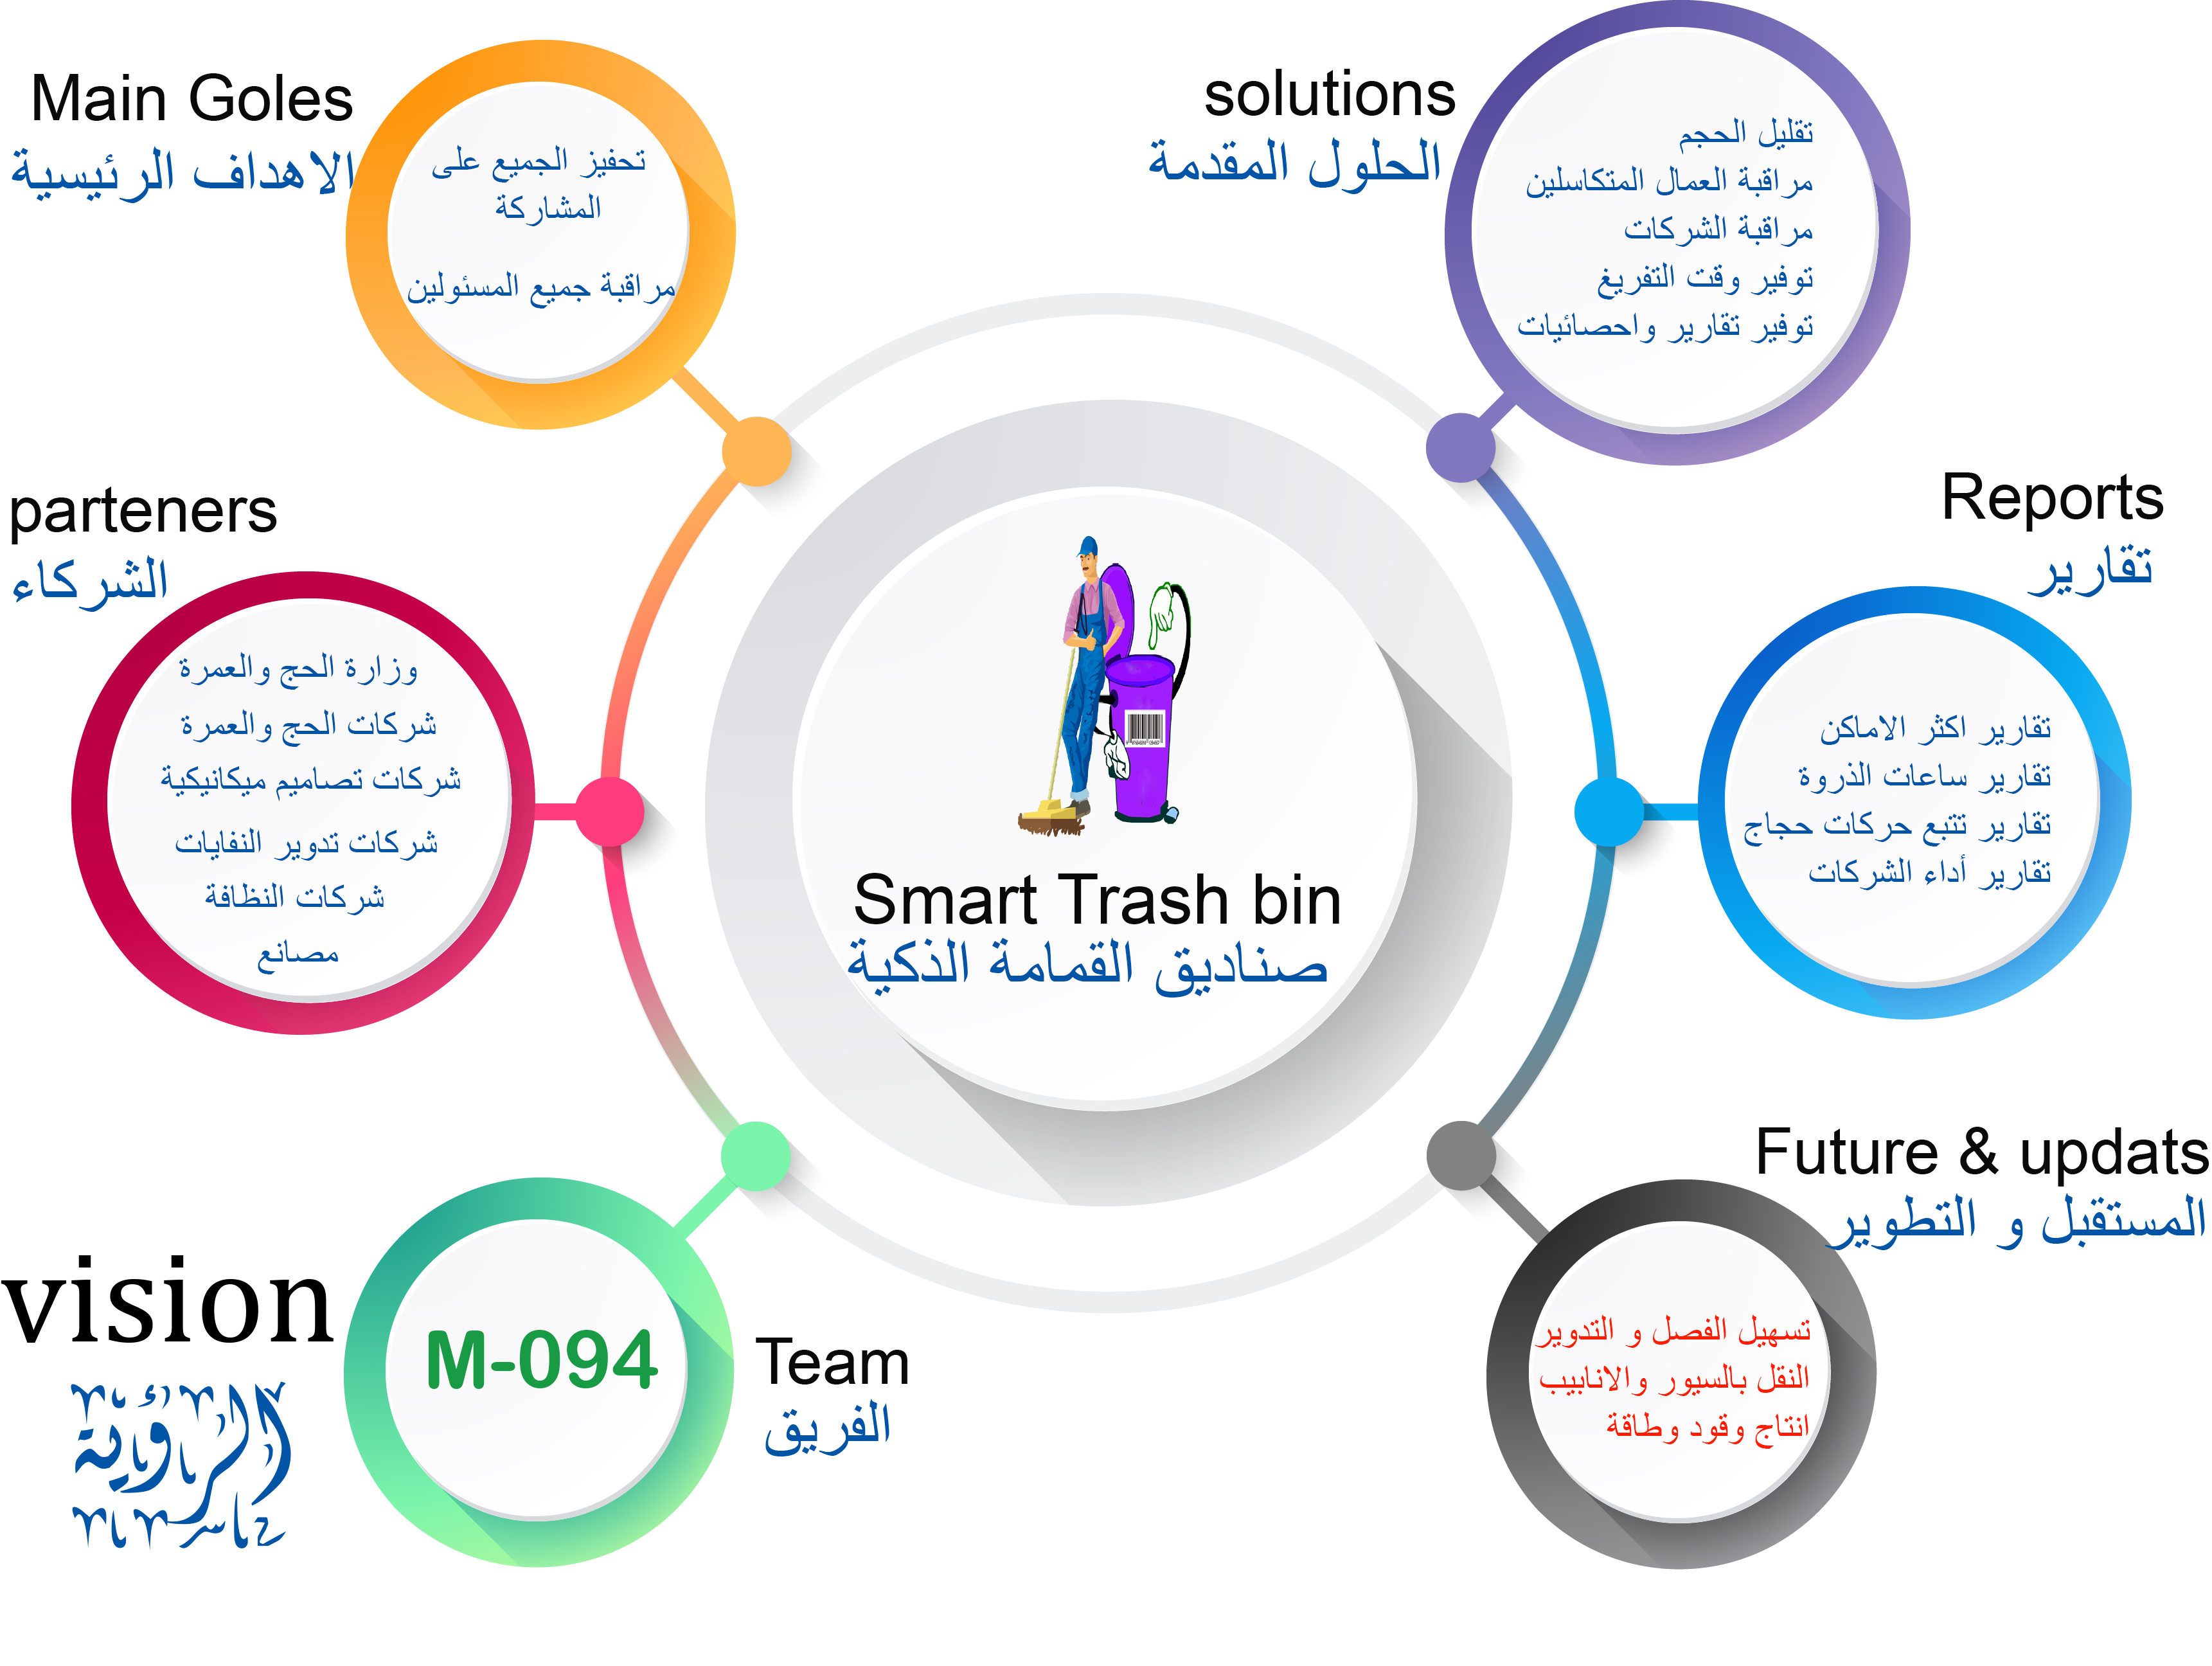 Main Goles
الاهداف الرئيسية
تحفيز الجميع على
المشاركة
مراقبة جميع المسئولين
solutions
الحلول المقدمة
تقليل الحجم
مراقبة العمال المتكاسلين
مراقبة الشركات
توفير وقت التفريغ
توفير تقارير واحصائيات
parteners
الشركاء
وزارة الحج والعمرة
شركات الحج والعمرة
شركات تصاميم ميكانيكية
شركات تدوير النفايات
شركات النظافة
مصانع
Smart Trash bin
صناديق القمامة الذكية
Reports
تقارير
تقارير اكثر الاماكن
تقارير ساعات الذروة
تقارير تتبع حركات حجاج
تقارير أداء الشركات
vision
الرؤية
M-094
Team
الفريق
Future & updats
المستقبل و التطوير
تسهيل الفصل و التدوير
النقل بالسيور والانابيب
انتاج وقود وطاقة